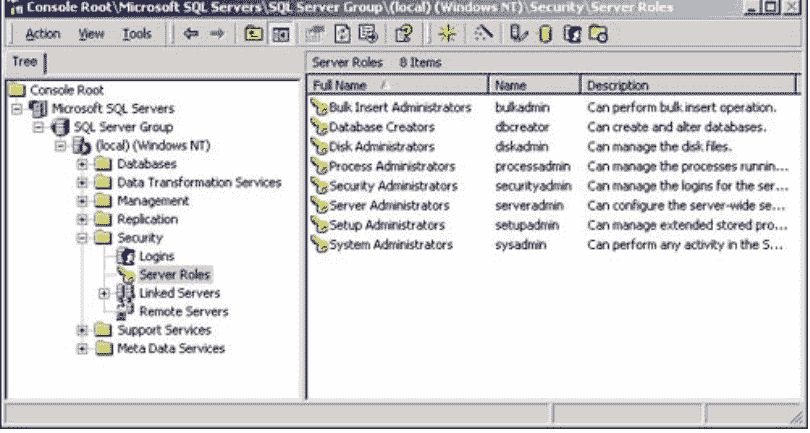 Console Root\Microsoft SQL Servers\SQL Server Group\(local) (Windows NT)\Security\Server Roles
Action View Tools
Tree
Server Roles 8 Items
Console Root
Microsoft SQL Servers
SQL Server Group
(local) (Windows NT)
Databases
Data Transformation Services
Management
Replication
Security
Logins
Server Roles
Linked Servers
Remote Servers
Support Services
Meta Data Services
Full Name Name Description
Bulk Insert Administrators bulkadmin Can perform bulk insert operation.
Database Creators dbcreator Can create and alter databases.
Disk Administrators diskadmin Can manage the disk files.
Process Administrators processadmin Can manage the processes runnin...
Security Administrators securityadmin Can manage the logins for the ser...
Server Administrators serveradmin Can configure the server-wide se...
Setup Administrators setupadmin Can manage extended stored pro...
System Administrators sysadmin Can perform any activity in the S...